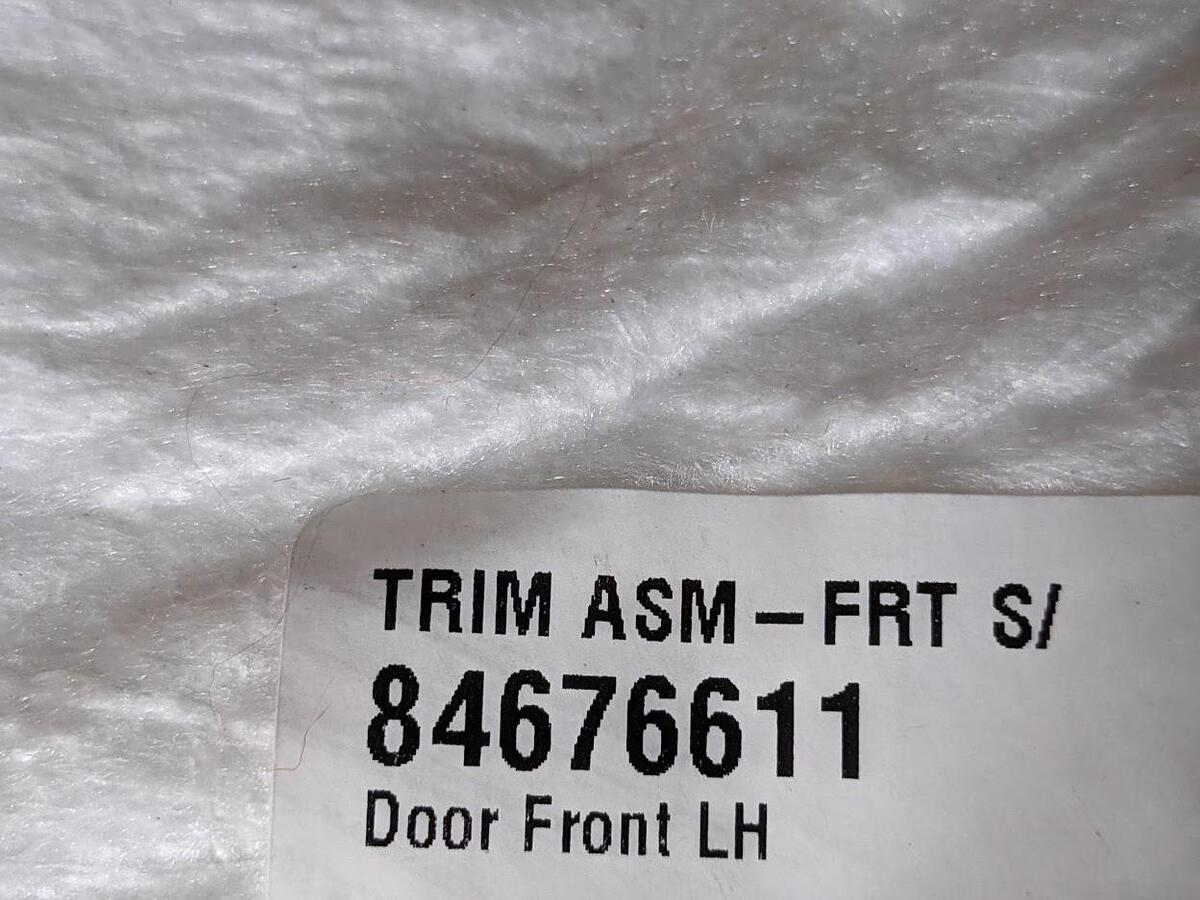 TRIM ASM-FRT S/
84676611
Door Front LH